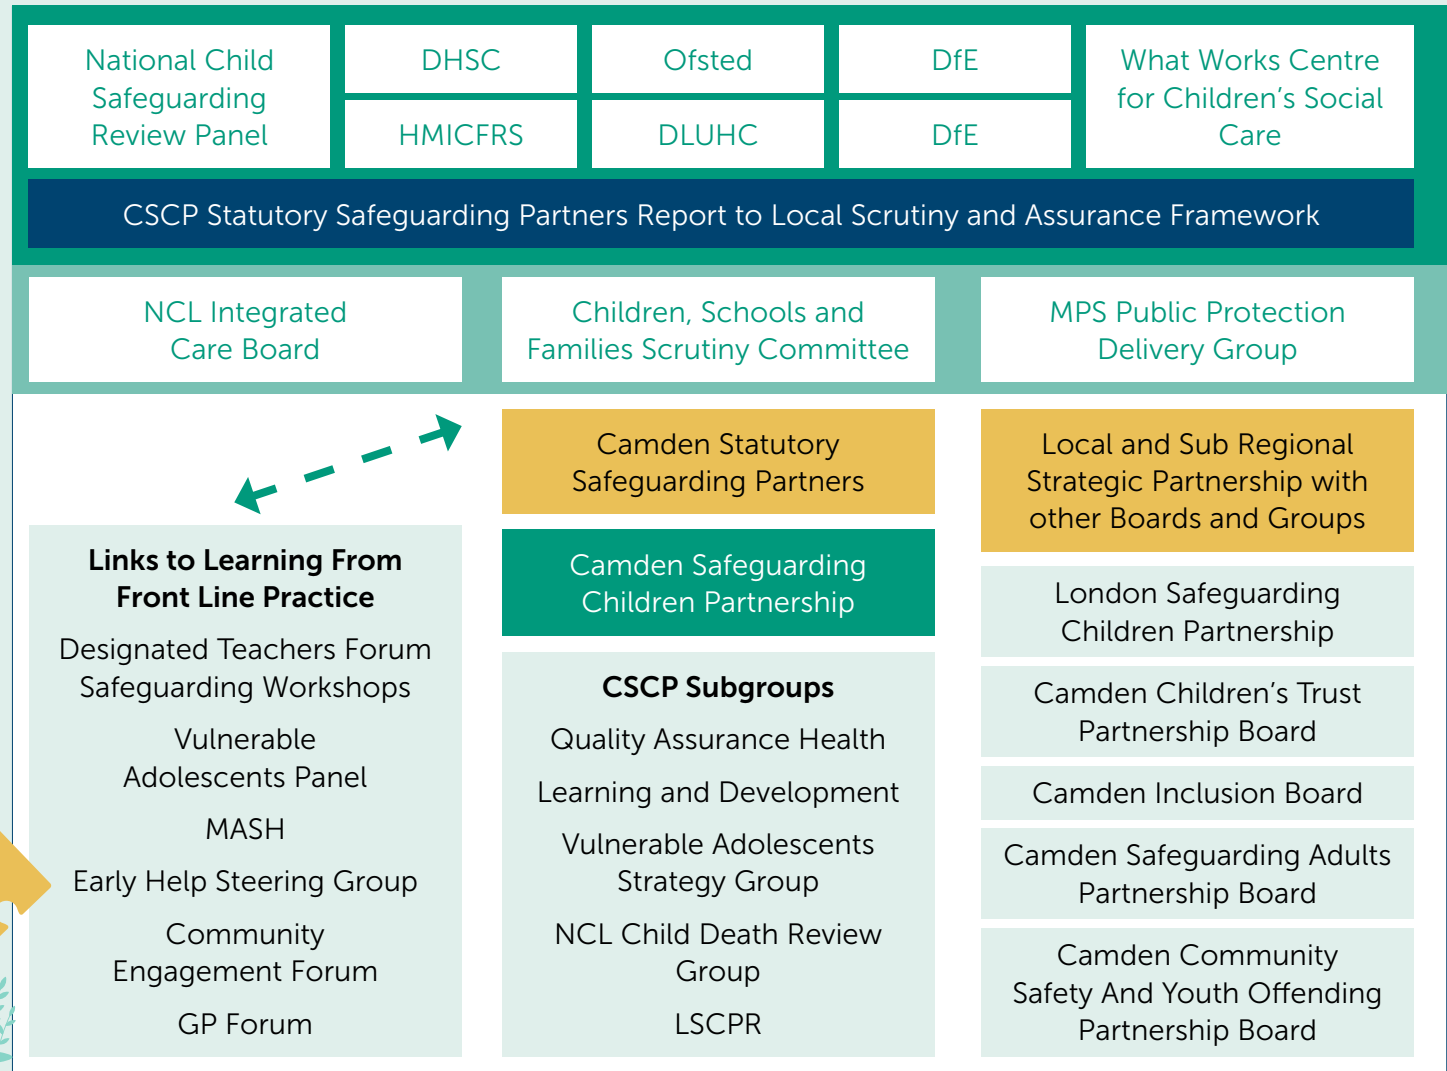 National Child
Safeguarding
Review Panel
DHSC
Ofsted
DfE
What Works Centre
for Children's Social
Care
HMICFRS
DLUHC
DfE
CSCP Statutory Safeguarding Partners Report to Local Scrutiny and Assurance Framework
NCL Integrated
Care Board
Children, Schools and
Families Scrutiny Committee
MPS Public Protection
Delivery Group
Links to Learning From
Front Line Practice
Designated Teachers Forum
Safeguarding Workshops
Vulnerable
Adolescents Panel
MASH
Early Help Steering Group
Community
Engagement Forum
GP Forum
Camden Statutory
Safeguarding Partners
Camden Safeguarding
Children Partnership
CSCP Subgroups
Quality Assurance Health
Learning and Development
Vulnerable Adolescents
Strategy Group
NCL Child Death Review
Group
LSCPR
Local and Sub Regional
Strategic Partnership with
other Boards and Groups
London Safeguarding
Children Partnership
Camden Children's Trust
Partnership Board
Camden Inclusion Board
Camden Safeguarding Adults
Partnership Board
Camden Community
Safety And Youth Offending
Partnership Board